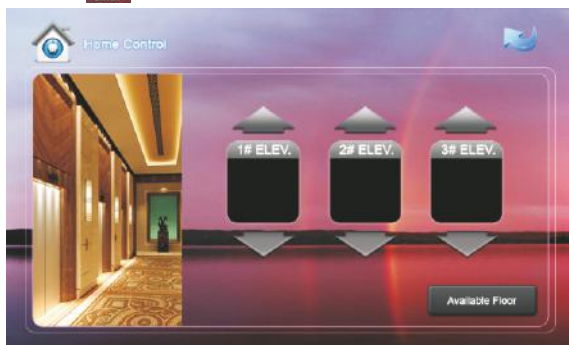 Home Control
1# ELEV.
2# ELEV.
3# ELEV.
Available Floor